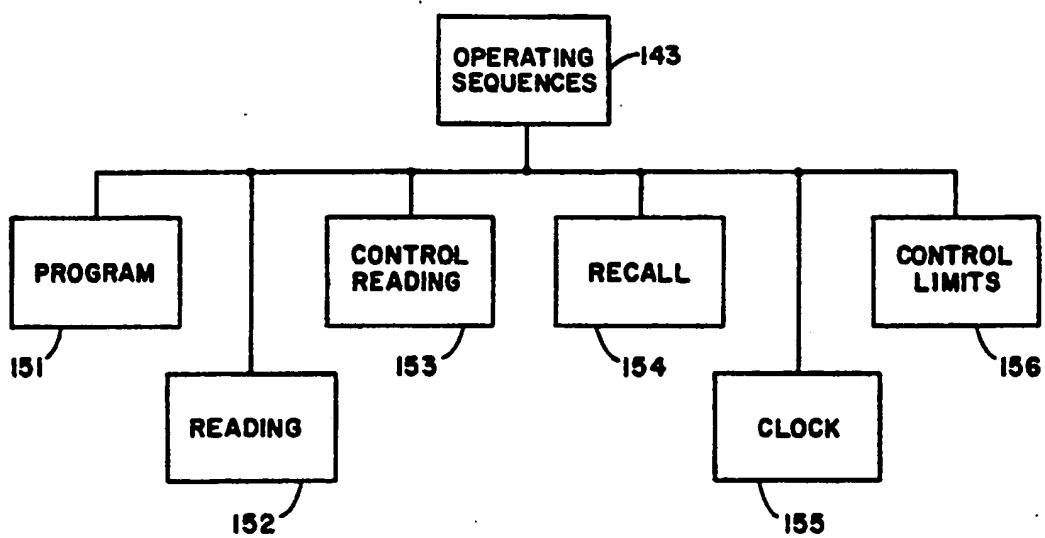 OPERATING
SEQUENCES
143
PROGRAM
151
CONTROL
READING
153
RECALL
154
CONTROL
LIMITS
156
READING
152
CLOCK
155